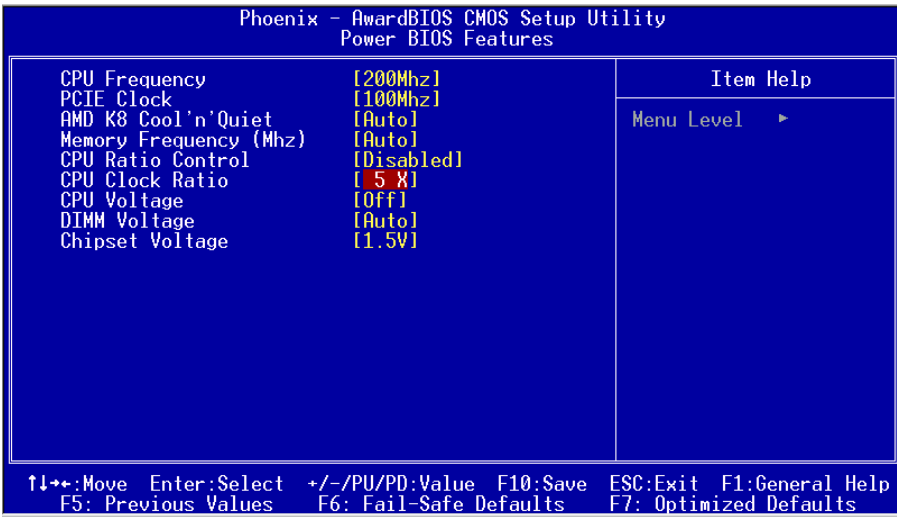 Phoenix - AwardBIOS CMOS Setup Utility
Power BIOS Features
CPU Frequency [200Mhz]
PCIE Clock [100Mhz]
AMD K8 Cool'n'Quiet [Auto]
Memory Frequency (Mhz) [Auto]
CPU Ratio Control [Disabled]
CPU Clock Ratio [ 5 X]
CPU Voltage [Off]
DIMM Voltage [Auto]
Chipset Voltage [1.5V]
Item Help
Menu Level ►
↑↓→←:Move Enter:Select +/-/PU/PD:Value F10:Save ESC:Exit F1:General Help
F5: Previous Values F6: Fail-Safe Defaults F7: Optimized Defaults